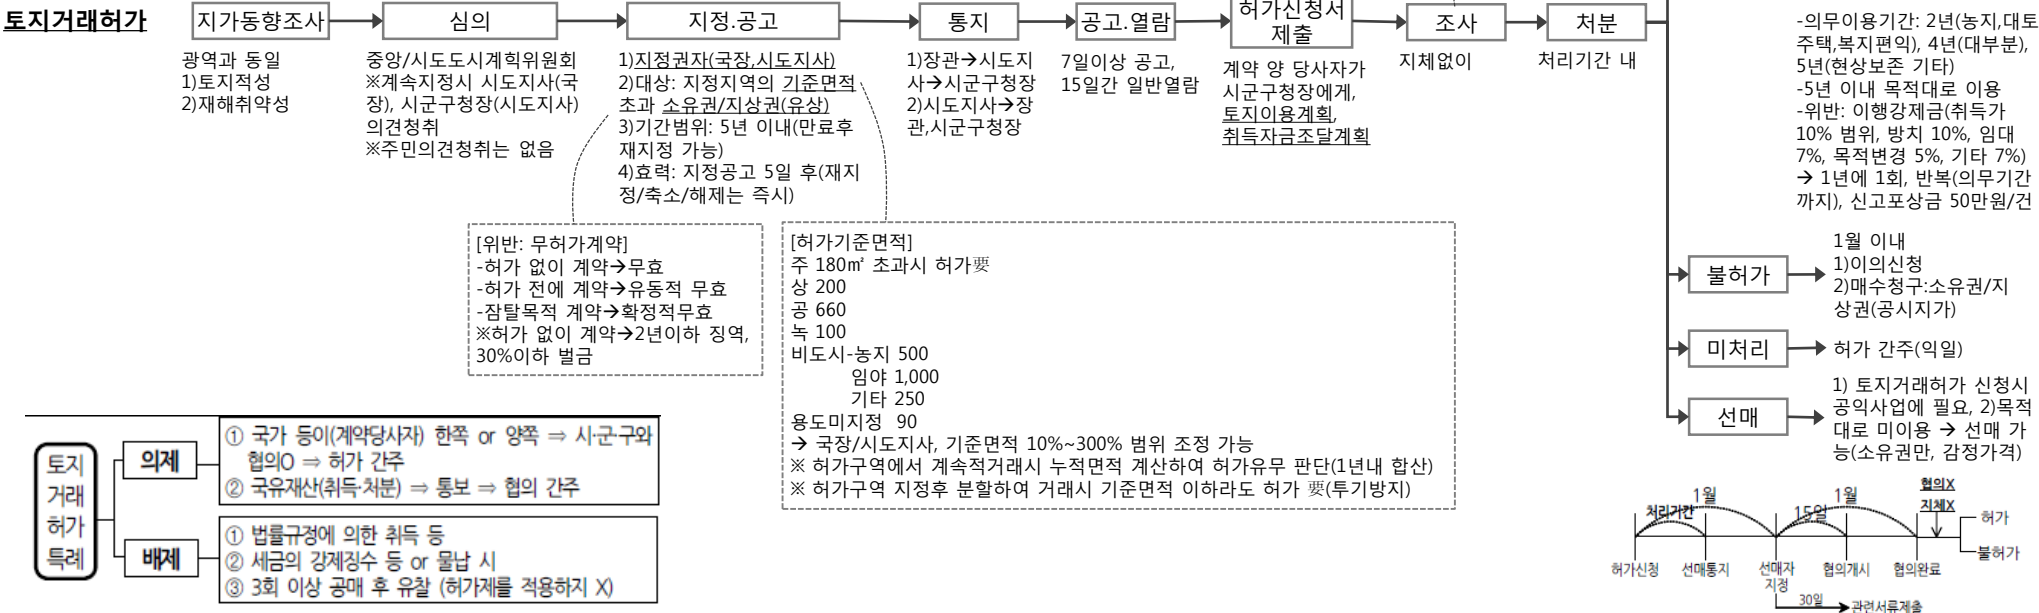 토지거래허가
지가동향조사
광역과 동일
1)토지적성
2)재해취약성
심의
중앙/시도도시계획위원회
※계속지정시 시도지사(국
장), 시군구청장(시도지사)
의견청취
※주민의견청취는 없음
지정.공고
1)지정권자(국장,시도지사)
2)대상: 지정지역의 기준면적
초과 소유권/지상권(유상)
3)기간범위: 5년 이내(만료후
재지정 가능)
4)효력: 지정공고 5일 후(재지
정/축소/해제는 즉시)
통지
1)장관→시도지
사→시군구청장
2)시도지사→장
관,시군구청장
공고.열람
7일이상 공고,
15일간 일반열람
허가신청서
제출
계약 양 당사자가
시군구청장에게,
토지이용계획,
취득자금조달계획
조사
지체없이
처분
처리기간 내
-의무이용기간: 2년(농지,대토
주택,복지편익), 4년(대부분),
5년(현상보존 기타)
-5년 이내 목적대로 이용
-위반: 이행강제금(취득가
10% 범위, 방치 10%, 임대
7%, 목적변경 5%, 기타 7%)
→ 1년에 1회, 반복(의무기간
까지), 신고포상금 50만원/건
[위반: 무허가계약]
-허가 없이 계약→무효
-허가 전에 계약→유동적 무효
-잠탈목적 계약→확정적무효
※허가 없이 계약→2년이하 징역,
30%이하 벌금
[허가기준면적]
주 180㎡ 초과시 허가要
상 200
공 660
녹 100
비도시-농지 500
임야 1,000
기타 250
용도미지정 90
→ 국장/시도지사, 기준면적 10%~300% 범위 조정 가능
※ 허가구역에서 계속적거래시 누적면적 계산하여 허가유무 판단(1년내 합산)
※ 허가구역 지정후 분할하여 거래시 기준면적 이하라도 허가 要(투기방지)
불허가
1월 이내
1)이의신청
2)매수청구:소유권/지
상권(공시지가)
미처리
허가 간주(익일)
선매
1) 토지거래허가 신청시
공익사업에 필요, 2)목적
대로 미이용 → 선매 가
능(소유권만, 감정가격)
토지
거래
허가
특례
의제
① 국가 등이(계약당사자) 한쪽 or 양쪽 ⇒ 시·군·구와
협의O ⇒ 허가 간주
② 국유재산(취득·처분) ⇒ 통보 ⇒ 협의 간주
배제
① 법률규정에 의한 취득 등
② 세금의 강제징수 등 or 물납 시
③ 3회 이상 공매 후 유찰 (허가제를 적용하지 X)
1월
1월
협의X
처리기간
15일
지체X
허가
불허가
허가신청
선매통지
선매자
지정
협의개시
협의완료
30일
관련서류제출